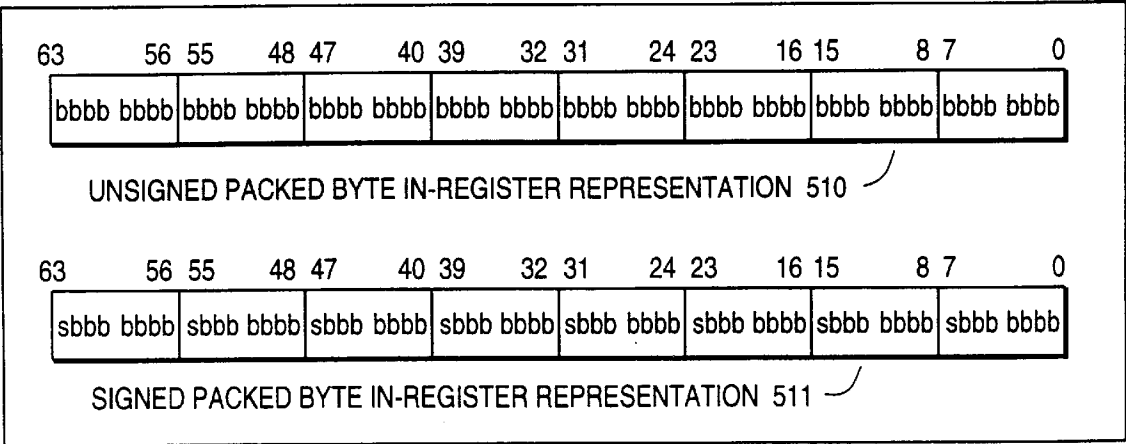 63 56 55 48 47 40 39 32 31 24 23 16 15 8 7 0
bbbb bbbb bbbb bbbb bbbb bbbb bbbb bbbb bbbb bbbb bbbb bbbb bbbb bbbb bbbb bbbb
UNSIGNED PACKED BYTE IN-REGISTER REPRESENTATION 510
63 56 55 48 47 40 39 32 31 24 23 16 15 8 7 0
sbbb bbbb sbbb bbbb sbbb bbbb sbbb bbbb sbbb bbbb sbbb bbbb sbbb bbbb sbbb bbbb
SIGNED PACKED BYTE IN-REGISTER REPRESENTATION 511